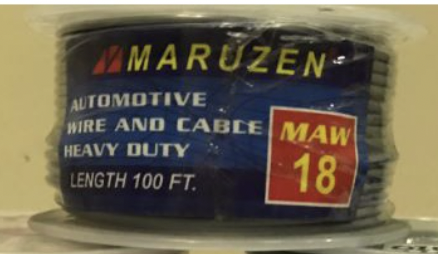 MARUZEN
AUTOMOTIVE
WIRE AND CABLE
HEAVY DUTY
LENGTH 100 FT.
MAW
18